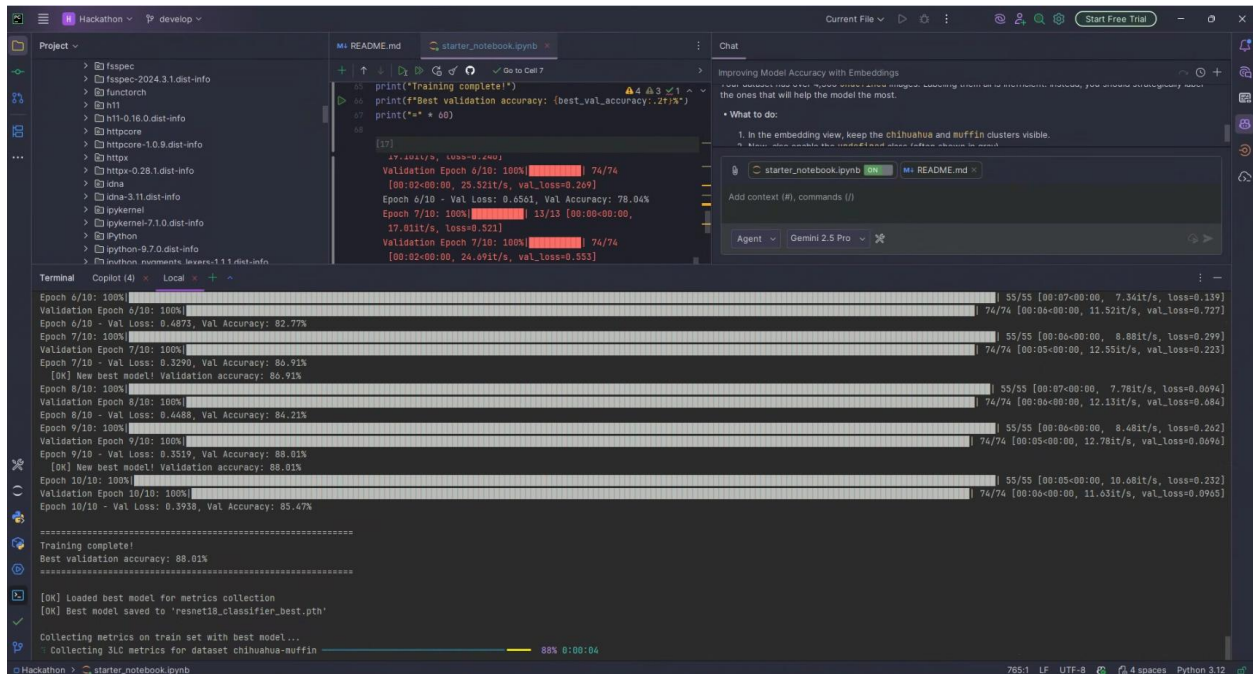 Hackathon
develop
Current File
Start Free Trial
Project
fsspec
fsspec-2024.3.1.dist-info
functorch
h11
h11-0.16.0.dist-info
httpcore
httpcore-1.0.9.dist-info
httpx
httpx-0.28.1.dist-info
idna
idna-3.11.dist-info
ipykernel
ipykernel-7.1.0.dist-info
IPython
ipython-9.7.0.dist-info
ipython_pygments_lexers-1.1.1.dist-info
README.md
starter_notebook.ipynb
Go to Cell 7
65 print("Training complete!")
66 print(f"Best validation accuracy: {best_val_accuracy:.2f}%")
67 print("=" * 60)
68
4 3 1
[17]
19.18it/s, loss=0.240]
Validation Epoch 6/10: 100%| | 74/74
[00:02<00:00, 25.52it/s, val_loss=0.269]
Epoch 6/10 - Val Loss: 0.6561, Val Accuracy: 78.04%
Epoch 7/10: 100%| | 13/13 [00:00<00:00,
17.01it/s, loss=0.521]
Validation Epoch 7/10: 100%| | 74/74
[00:02<00:00, 24.69it/s, val_loss=0.553]
Chat
Improving Model Accuracy with Embeddings
the ones that will help the model the most.
• What to do:
1. In the embedding view, keep the chihuahua and muffin clusters visible.
starter_notebook.ipynb ON README.md
Add context (#), commands (/)
Agent Gemini 2.5 Pro
Terminal Copilot (4) Local
Epoch 6/10: 100%| | 55/55 [00:07<00:00, 7.34it/s, loss=0.139]
Validation Epoch 6/10: 100%| | 74/74 [00:06<00:00, 11.52it/s, val_loss=0.727]
Epoch 6/10 - Val Loss: 0.4873, Val Accuracy: 82.77%
Epoch 7/10: 100%| | 55/55 [00:06<00:00, 8.88it/s, loss=0.299]
Validation Epoch 7/10: 100%| | 74/74 [00:05<00:00, 12.55it/s, val_loss=0.223]
Epoch 7/10 - Val Loss: 0.3290, Val Accuracy: 86.91%
[OK] New best model! Validation accuracy: 86.91%
Epoch 8/10: 100%| | 55/55 [00:07<00:00, 7.78it/s, loss=0.0694]
Validation Epoch 8/10: 100%| | 74/74 [00:06<00:00, 12.13it/s, val_loss=0.684]
Epoch 8/10 - Val Loss: 0.4488, Val Accuracy: 84.21%
Epoch 9/10: 100%| | 55/55 [00:06<00:00, 8.48it/s, loss=0.262]
Validation Epoch 9/10: 100%| | 74/74 [00:05<00:00, 12.78it/s, val_loss=0.0696]
Epoch 9/10 - Val Loss: 0.3519, Val Accuracy: 88.01%
[OK] New best model! Validation accuracy: 88.01%
Epoch 10/10: 100%| | 55/55 [00:05<00:00, 10.68it/s, loss=0.232]
Validation Epoch 10/10: 100%| | 74/74 [00:06<00:00, 11.63it/s, val_loss=0.0965]
Epoch 10/10 - Val Loss: 0.3938, Val Accuracy: 85.47%
============================================================
Training complete!
Best validation accuracy: 88.01%
============================================================
[OK] Loaded best model for metrics collection
[OK] Best model saved to 'resnet18_classifier_best.pth'
Collecting metrics on train set with best model...
Collecting 3LC metrics for dataset chihuahua-muffin 88% 0:00:04
Hackathon > starter_notebook.ipynb
765:1 LF UTF-8 4 spaces Python 3.12